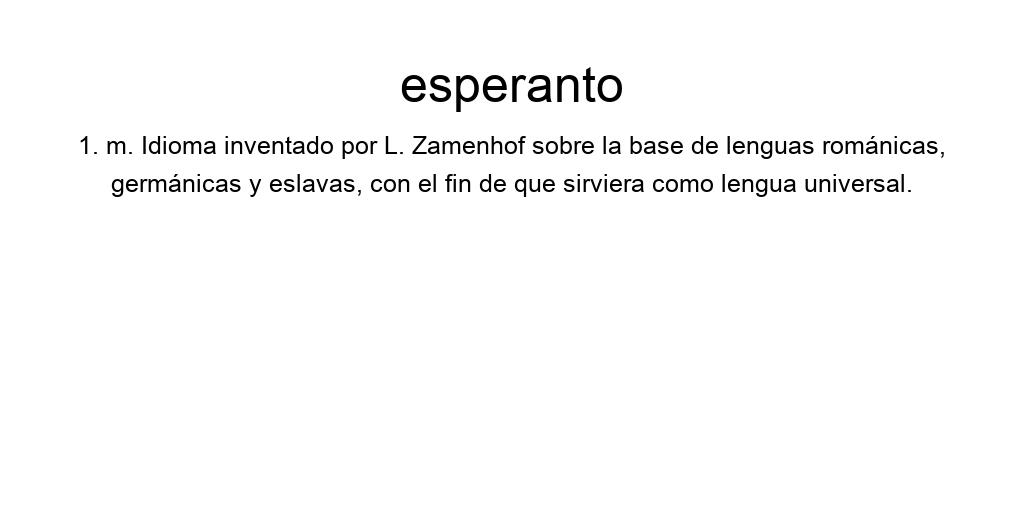 esperanto
1. m. Idioma inventado por L. Zamenhof sobre la base de lenguas románicas,
germánicas y eslavas, con el fin de que sirviera como lengua universal.